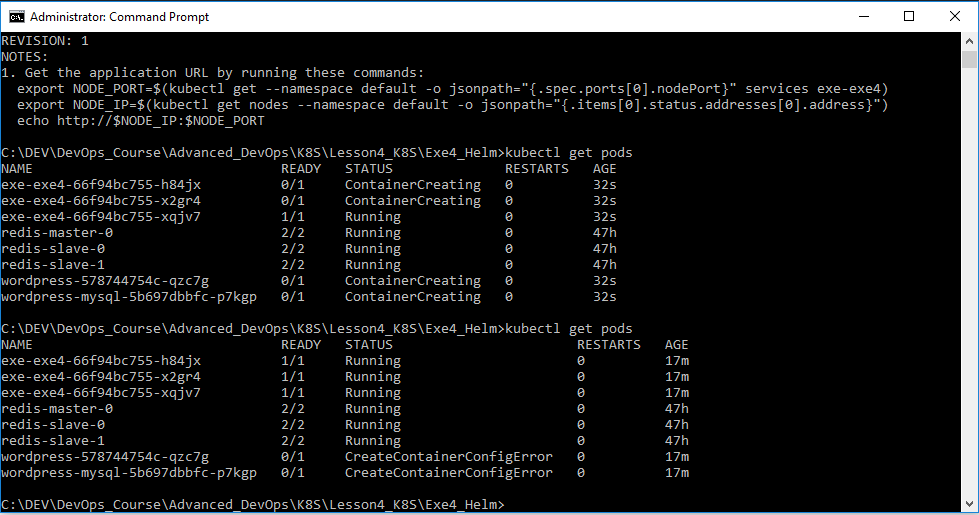 Administrator: Command Prompt
REVISION: 1
NOTES:
1. Get the application URL by running these commands:
  export NODE_PORT=$(kubectl get --namespace default -o jsonpath="{.spec.ports[0].nodePort}" services exe-exe4)
  export NODE_IP=$(kubectl get nodes --namespace default -o jsonpath="{.items[0].status.addresses[0].address}")
  echo http://$NODE_IP:$NODE_PORT
C:\DEV\DevOps_Course\Advanced_DevOps\K8S\Lesson4_K8S\Exe4_Helm>kubectl get pods
NAME                               READY   STATUS              RESTARTS   AGE
exe-exe4-66f94bc755-h84jx          0/1     ContainerCreating   0          32s
exe-exe4-66f94bc755-x2gr4          0/1     ContainerCreating   0          32s
exe-exe4-66f94bc755-xqjv7          1/1     Running             0          32s
redis-master-0                     2/2     Running             0          47h
redis-slave-0                      2/2     Running             0          47h
redis-slave-1                      2/2     Running             0          47h
wordpress-578744754c-qzc7g         0/1     ContainerCreating   0          32s
wordpress-mysql-5b697dbbfc-p7kgp   0/1     ContainerCreating   0          32s
C:\DEV\DevOps_Course\Advanced_DevOps\K8S\Lesson4_K8S\Exe4_Helm>kubectl get pods
NAME                               READY   STATUS                       RESTARTS   AGE
exe-exe4-66f94bc755-h84jx          1/1     Running                      0          17m
exe-exe4-66f94bc755-x2gr4          1/1     Running                      0          17m
exe-exe4-66f94bc755-xqjv7          1/1     Running                      0          17m
redis-master-0                     2/2     Running                      0          47h
redis-slave-0                      2/2     Running                      0          47h
redis-slave-1                      2/2     Running                      0          47h
wordpress-578744754c-qzc7g         0/1     CreateContainerConfigError   0          17m
wordpress-mysql-5b697dbbfc-p7kgp   0/1     CreateContainerConfigError   0          17m
C:\DEV\DevOps_Course\Advanced_DevOps\K8S\Lesson4_K8S\Exe4_Helm>